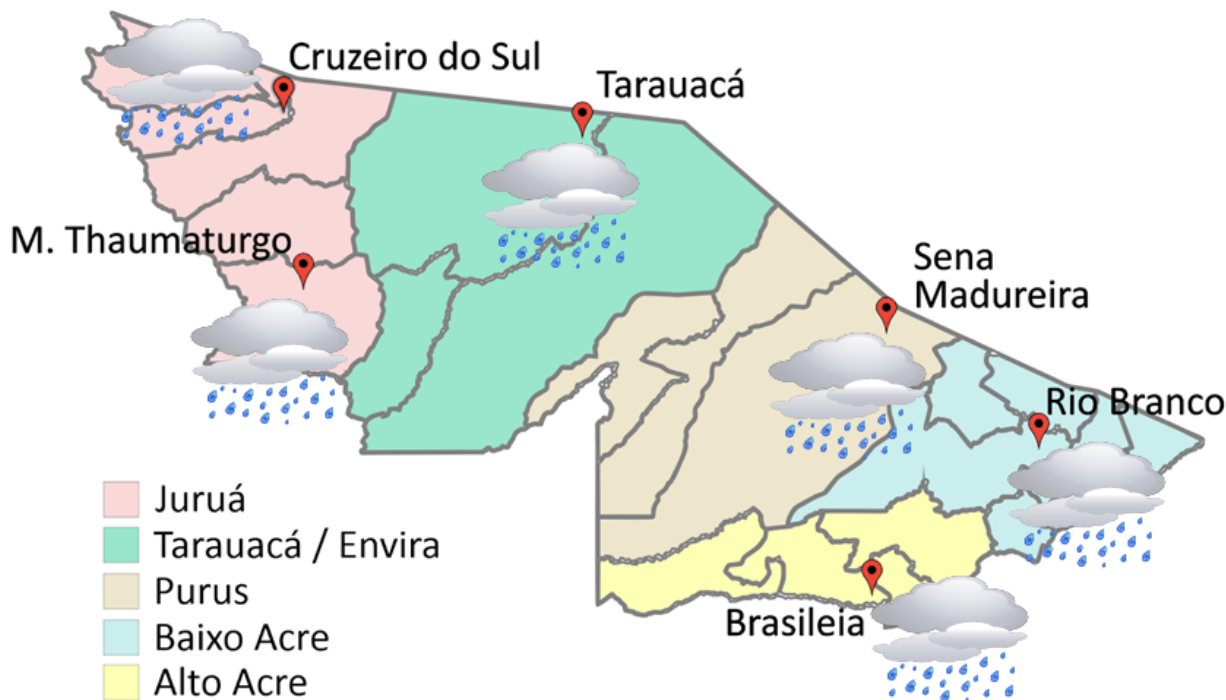 Cruzeiro do Sul
Tarauacá
M. Thaumaturgo
Sena
Madureira
Rio Branco
Brasileia
Juruá
Tarauacá / Envira
Purus
Baixo Acre
Alto Acre